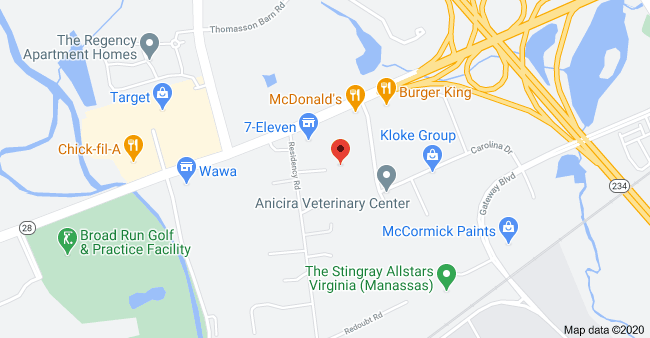 Thomasson Barn Rd
The Regency
Apartment Homes
Target
McDonald's
Burger King
7-Eleven
Kloke Group
Chick-fil-A
Residency Rd
Carolina Dr
Wawa
Gateway Blvd
234
Anicira Veterinary Center
28
Broad Run Golf
& Practice Facility
McCormick Paints
The Stingray Allstars
Virginia (Manassas)
Redoubt Rd
Map data ©2020